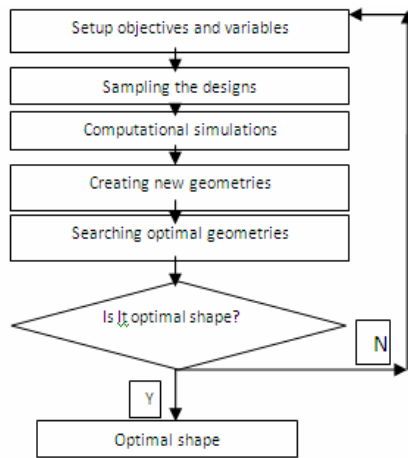 Setup objectives and variables
Sampling the designs
Computational simulations
Creating new geometries
Searching optimal geometries
Is It optimal shape?
N
Y
Optimal shape